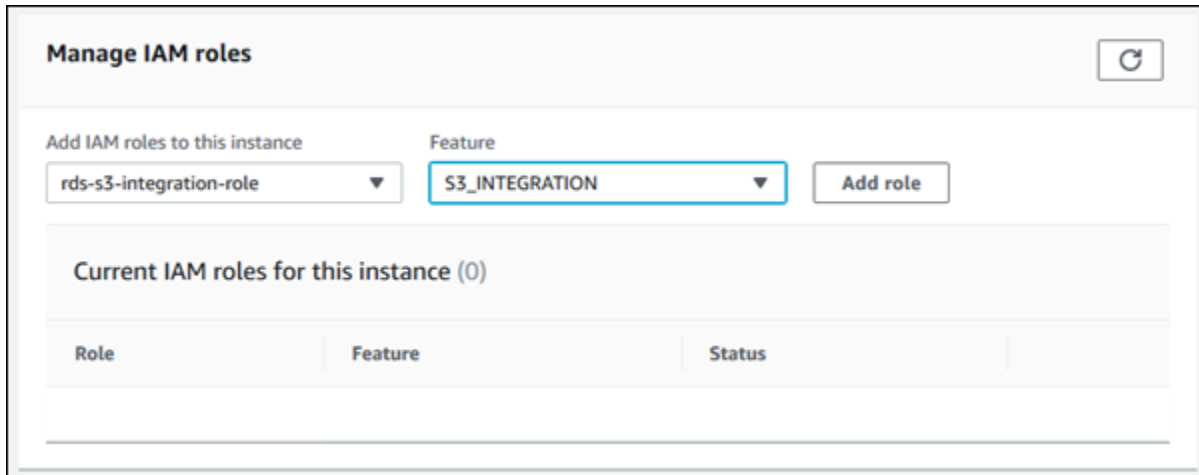 Manage IAM roles
Add IAM roles to this instance Feature
rds-s3-integration-role S3_INTEGRATION Add role
Current IAM roles for this instance (0)
Role Feature Status